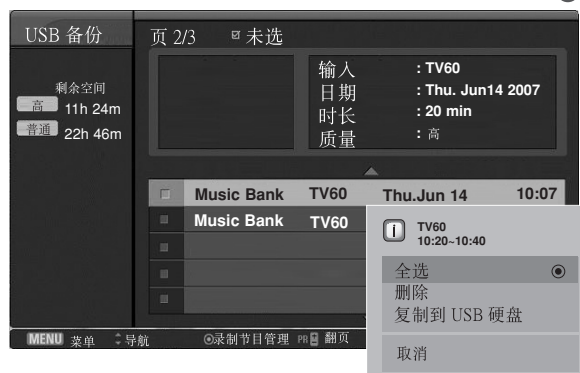 USB 备份
页 2/3 未选
剩余空间
高 11h 24m
普通 22h 46m
输入 : TV60
日期 : Thu. Jun14 2007
时长 : 20 min
质量 : 高
Music Bank TV60 Thu.Jun 14 10:07
Music Bank TV60
i TV60
10:20~10:40
全选
删除
复制到 USB 硬盘
取消
MENU 菜单 导航 录制节目管理 PR 翻页